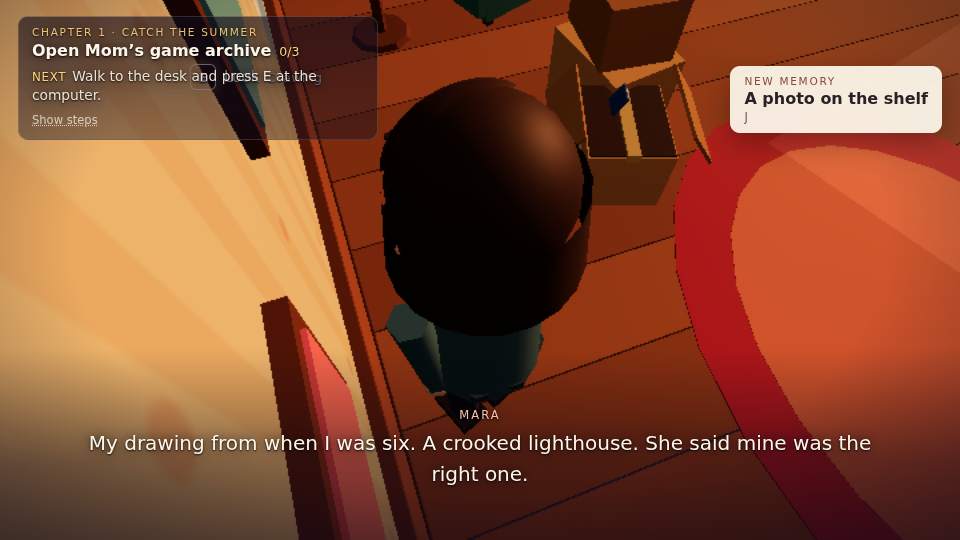 CHAPTER 1 · CATCH THE SUMMER
Open Mom’s game archive 0/3
NEXT Walk to the desk and press E at the
computer.
Show steps
NEW MEMORY
A photo on the shelf
J
MARA
My drawing from when I was six. A crooked lighthouse. She said mine was the
right one.